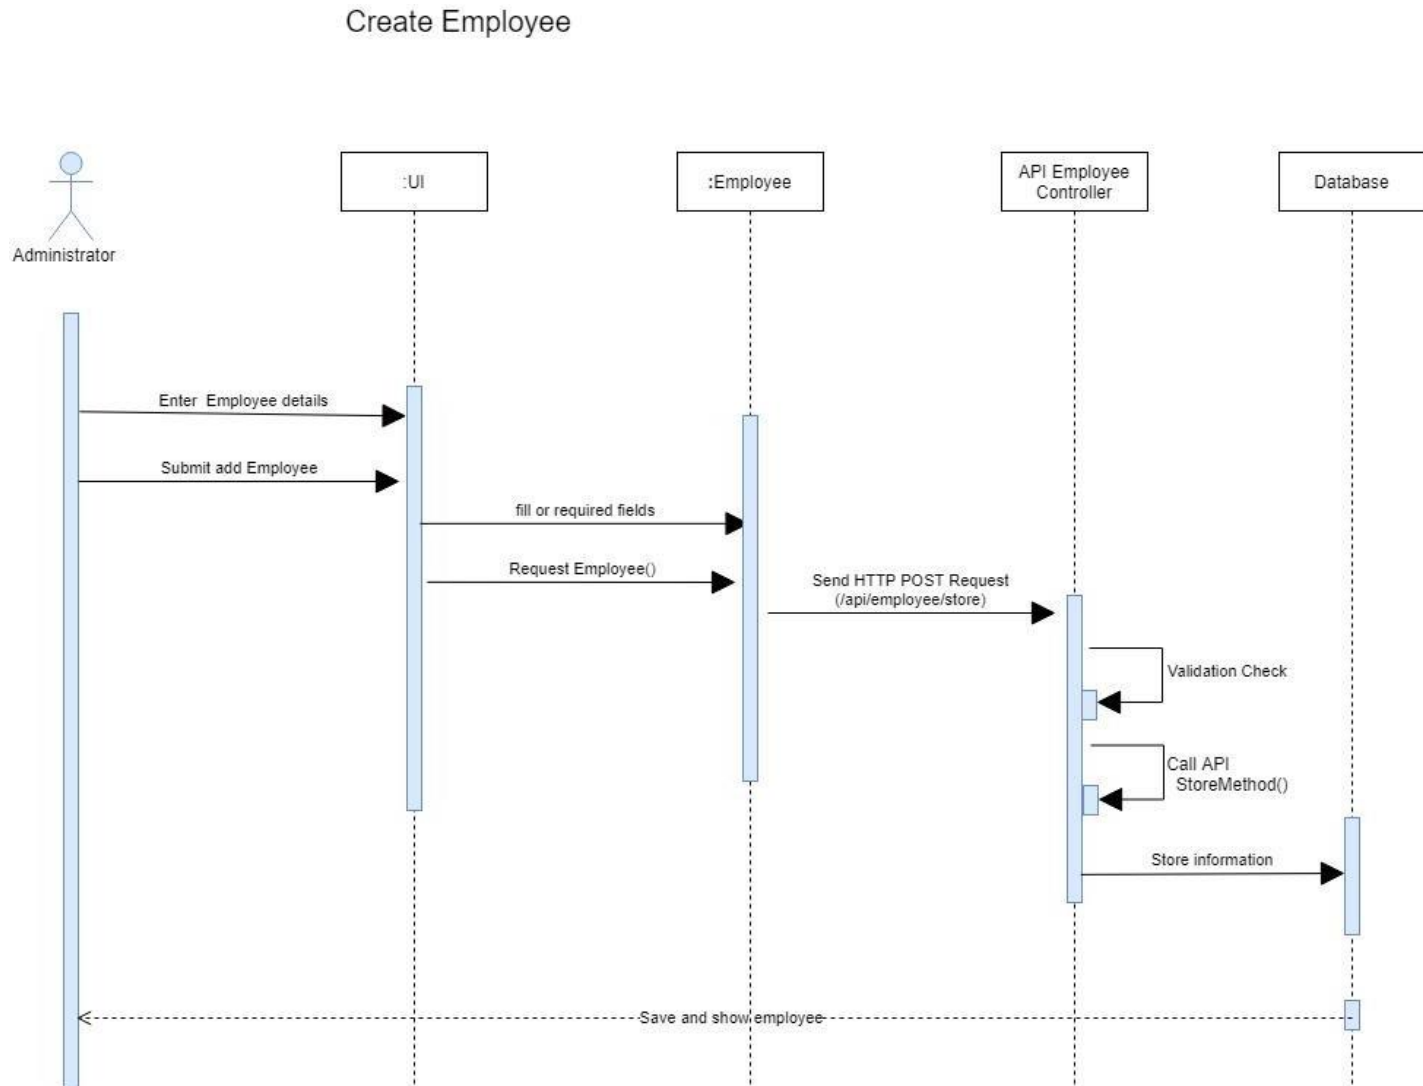 Create Employee
:UI
:Employee
API Employee
Controller
Database
Administrator
Enter Employee details
Submit add Employee
fill or required fields
Request Employee()
Send HTTP POST Request
(/api/employee/store)
Validation Check
Call API
StoreMethod()
Store information
Save and show employee